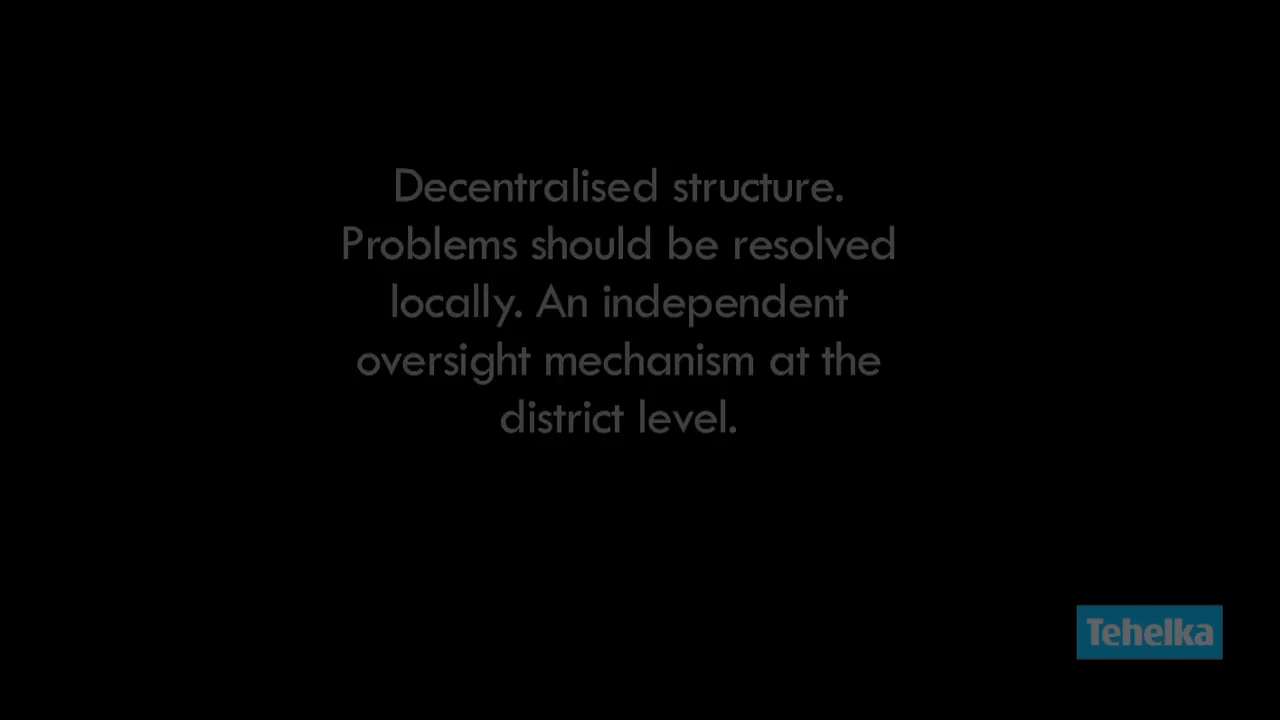 Decentralised structure.
Problems should be resolved
locally. An independent
oversight mechanism at the
district level.
Tehelka